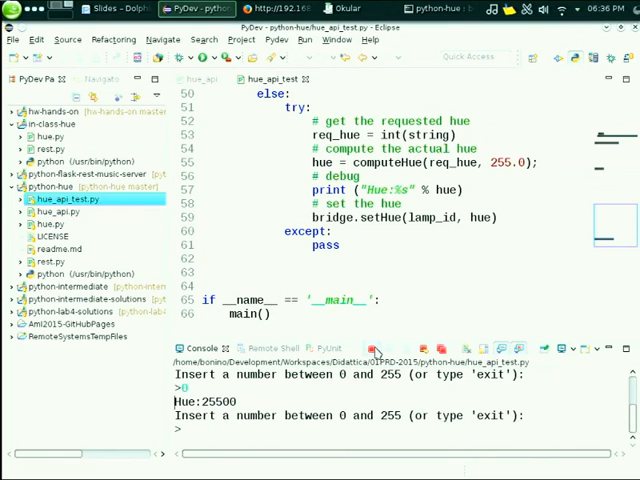 Slides - Dolph
PyDev - python-
http://192.168
python-hue : b
Okular
06:36 PM
PyDev - python-hue/hue_api_test.py - Eclipse
File Edit Source Refactoring Navigate Search Project Pydev Run Window Help
Quick Access
PyDev Pa
Navigato
hue_api
hue_api_test
hw-hands-on [hw-hands-on master
in-class-hue
hue.py
rest.py
python (/usr/bin/python)
python-flask-rest-music-server
python-hue [python-hue master]
hue_api_test.py
hue_api.py
hue.py
LICENSE
readme.md
rest.py
python (/usr/bin/python)
python-intermediate-solutions
python-intermediate-solutions
python-lab4-solutions [python-lab
AmI2015-GitHubPages
RemoteSystemsTempFiles
50 else:
51 try:
52 # get the requested hue
53 req_hue = int(string)
54 # compute the actual hue
55 hue = computeHue(req_hue, 255.0);
56 # debug
57 print ("Hue:%s" % hue)
58 # set the hue
59 bridge.setHue(lamp_id, hue)
60 except:
61 pass
62
63
64
65 if __name__ == '__main__':
66 main()
Console
Remote Shell
PyUnit
/home/bonino/Development/Workspaces/Didattica/01PRD-2015/python-hue/hue_api_test.py
Insert a number between 0 and 255 (or type 'exit'):
>0
Hue:25500
Insert a number between 0 and 255 (or type 'exit'):
>